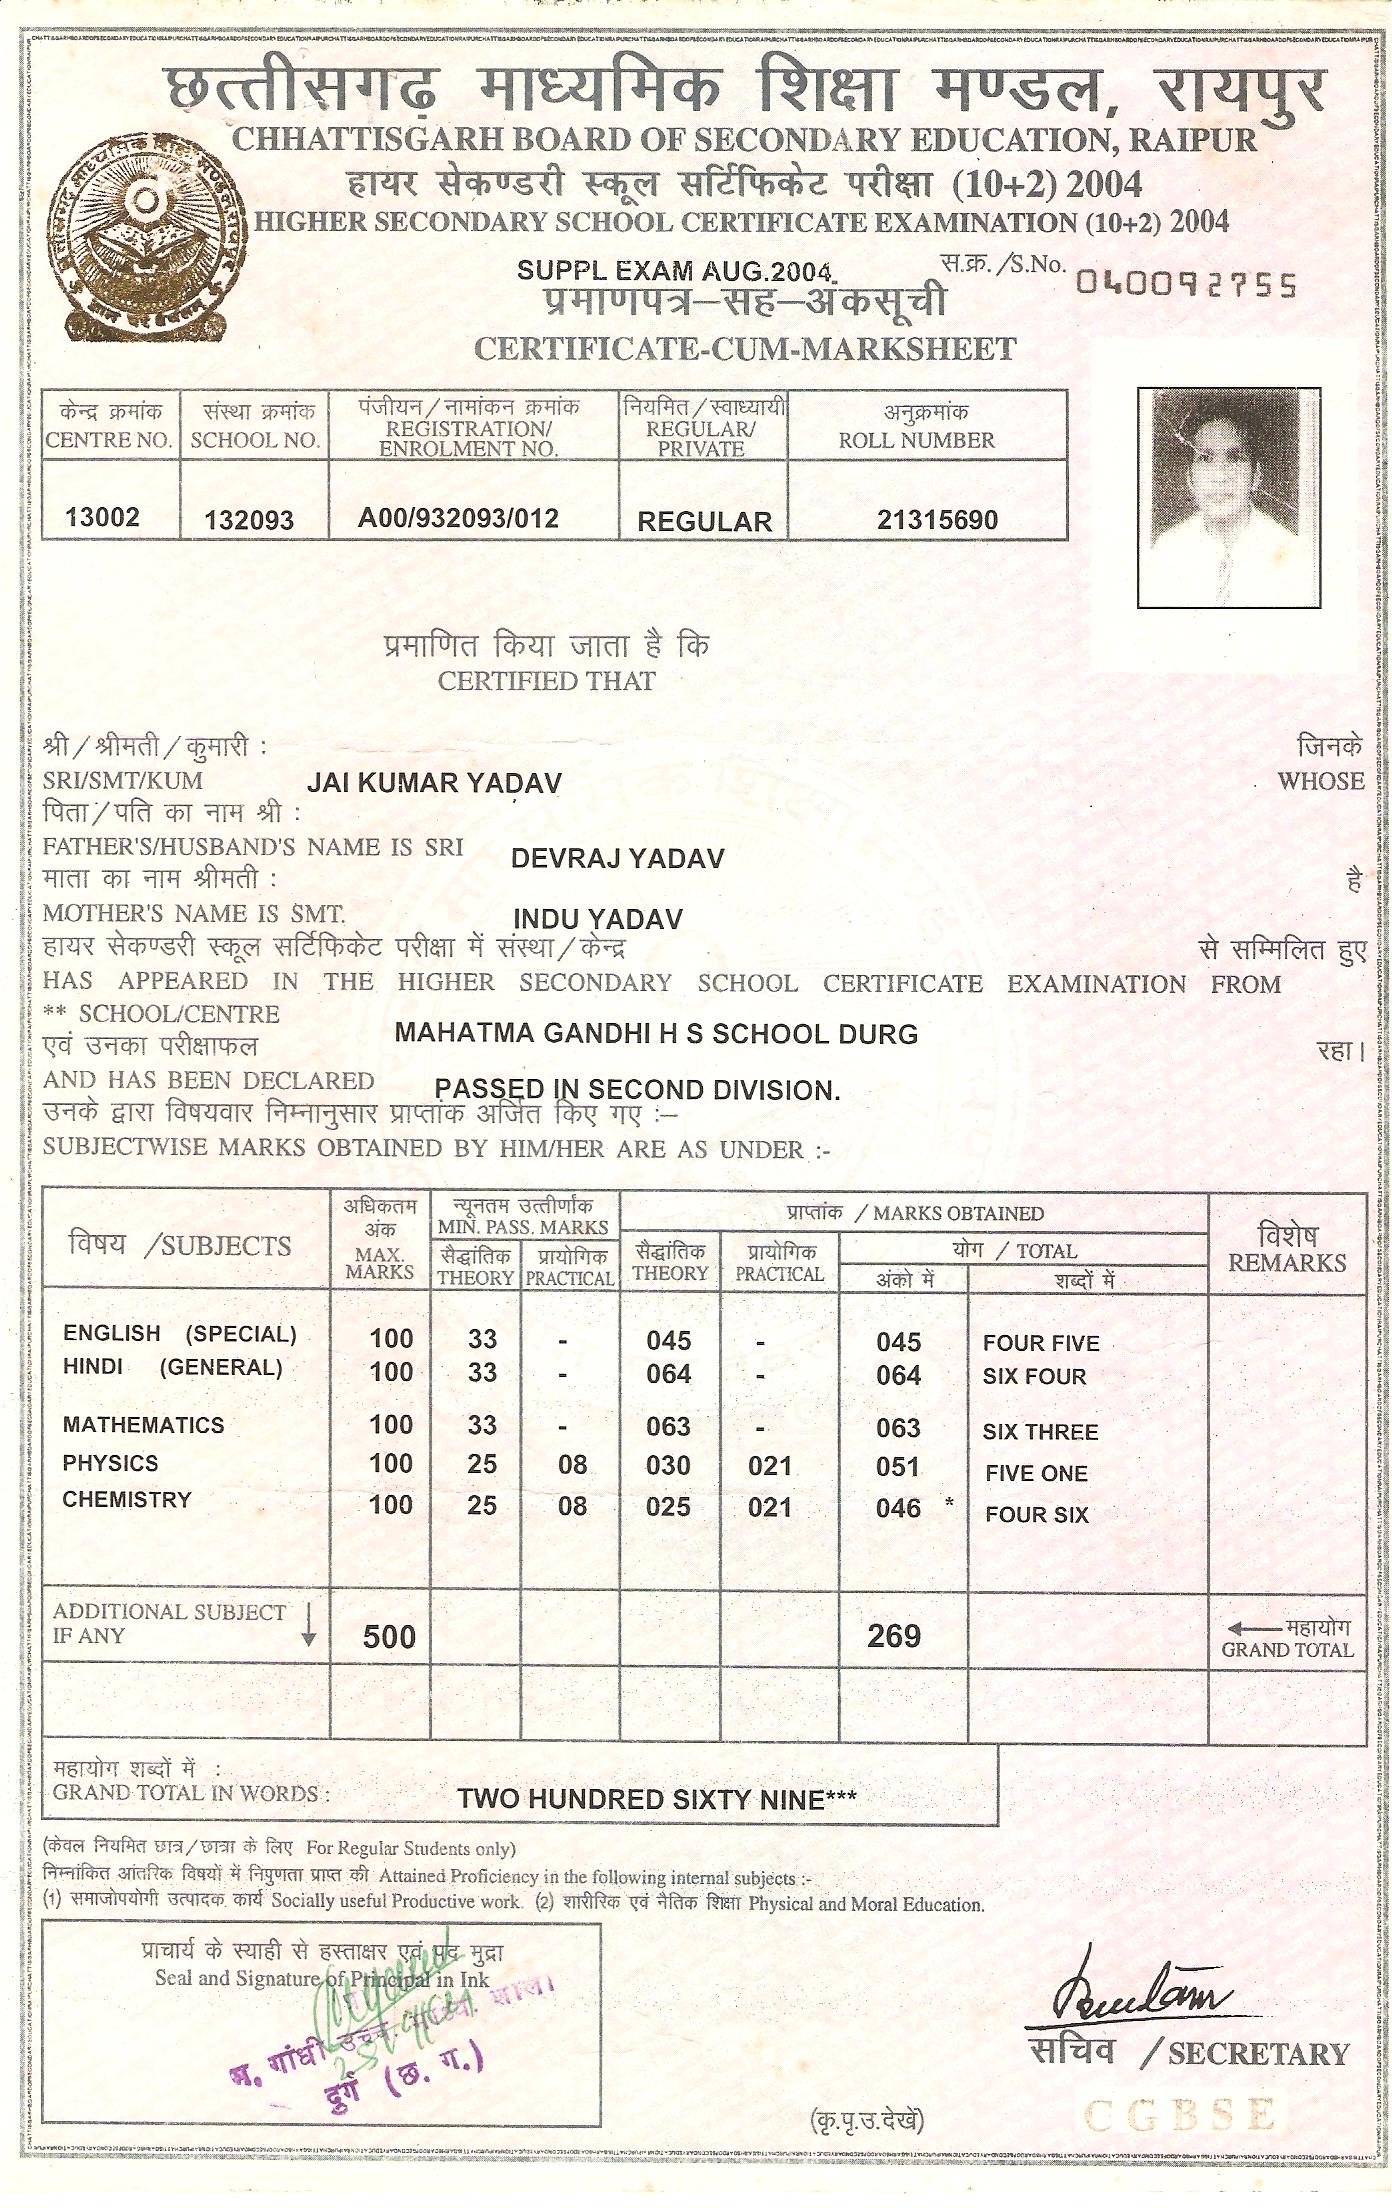 छत्तीसगढ़ माध्यमिक शिक्षा मण्डल, रायपुर
CHHATTISGARH BOARD OF SECONDARY EDUCATION, RAIPUR
हायर सेकण्डरी स्कूल सर्टिफिकेट परीक्षा (10+2) 2004
HIGHER SECONDARY SCHOOL CERTIFICATE EXAMINATION (10+2) 2004
SUPPL EXAM AUG.2004.
स.क्र. /S.No. 040092755
प्रमाणपत्र–सह–अंकसूची
CERTIFICATE-CUM-MARKSHEET
केन्द्र क्रमांक संस्था क्रमांक पंजीयन/नामांकन क्रमांक नियमित/स्वाध्यायी अनुक्रमांक
CENTRE NO. SCHOOL NO. REGISTRATION/ ENROLMENT NO. REGULAR/ PRIVATE ROLL NUMBER
13002 132093 A00/932093/012 REGULAR 21315690
प्रमाणित किया जाता है कि
CERTIFIED THAT
श्री/श्रीमती/कुमारी : जिनके
SRI/SMT/KUM JAI KUMAR YADAV WHOSE
पिता/पति का नाम श्री :
FATHER'S/HUSBAND'S NAME IS SRI DEVRAJ YADAV
माता का नाम श्रीमती : है
MOTHER'S NAME IS SMT. INDU YADAV
हायर सेकण्डरी स्कूल सर्टिफिकेट परीक्षा में संस्था/केन्द्र से सम्मिलित हुए
HAS APPEARED IN THE HIGHER SECONDARY SCHOOL CERTIFICATE EXAMINATION FROM
** SCHOOL/CENTRE MAHATMA GANDHI H S SCHOOL DURG
एवं उनका परीक्षाफल रहा।
AND HAS BEEN DECLARED PASSED IN SECOND DIVISION.
उनके द्वारा विषयवार निम्नानुसार प्राप्तांक अर्जित किए गए :–
SUBJECTWISE MARKS OBTAINED BY HIM/HER ARE AS UNDER :-
विषय /SUBJECTS अधिकतम अंक MAX. MARKS न्यूनतम उत्तीर्णांक MIN. PASS. MARKS प्राप्तांक / MARKS OBTAINED विशेष REMARKS
सैद्धांतिक THEORY प्रायोगिक PRACTICAL सैद्धांतिक THEORY प्रायोगिक PRACTICAL योग / TOTAL
अंको में शब्दों में
ENGLISH (SPECIAL) 100 33 - 045 - 045 FOUR FIVE
HINDI (GENERAL) 100 33 - 064 - 064 SIX FOUR
MATHEMATICS 100 33 - 063 - 063 SIX THREE
PHYSICS 100 25 08 030 021 051 FIVE ONE
CHEMISTRY 100 25 08 025 021 046 * FOUR SIX
ADDITIONAL SUBJECT IF ANY 500 269 महायोग GRAND TOTAL
महायोग शब्दों में :
GRAND TOTAL IN WORDS : TWO HUNDRED SIXTY NINE***
(केवल नियमित छात्र/छात्रा के लिए For Regular Students only)
निम्नांकित आंतरिक विषयों में निपुणता प्राप्त की Attained Proficiency in the following internal subjects :-
(1) समाजोपयोगी उत्पादक कार्य Socially useful Productive work. (2) शारीरिक एवं नैतिक शिक्षा Physical and Moral Education.
प्राचार्य के स्याही से हस्ताक्षर एवं पद मुद्रा
Seal and Signature of Principal in Ink
म. गांधी उच्च. शाला
दुर्ग (छ. ग.)
सचिव /SECRETARY
CGBSE
(कृ.पृ.उ.देखें)